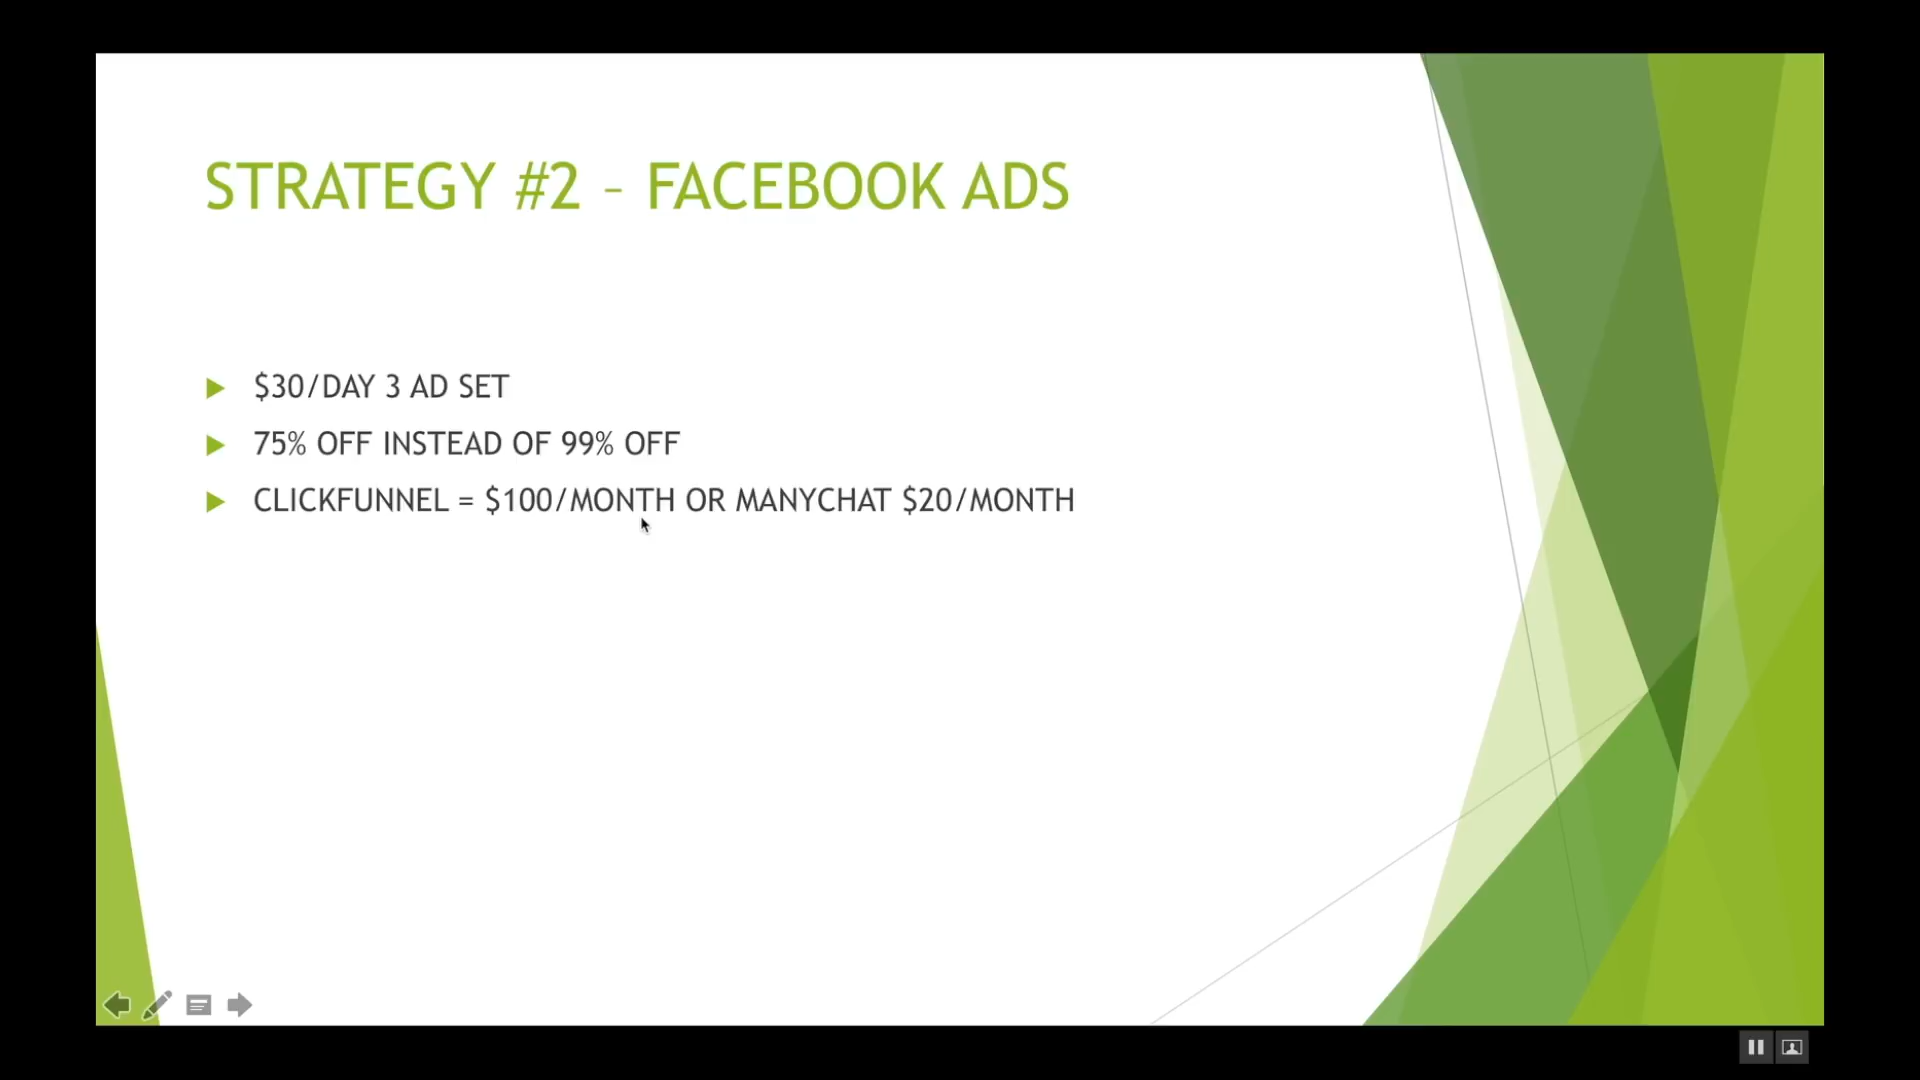 STRATEGY #2 – FACEBOOK ADS
$30/DAY 3 AD SET
75% OFF INSTEAD OF 99% OFF
CLICKFUNNEL = $100/MONTH OR MANYCHAT $20/MONTH